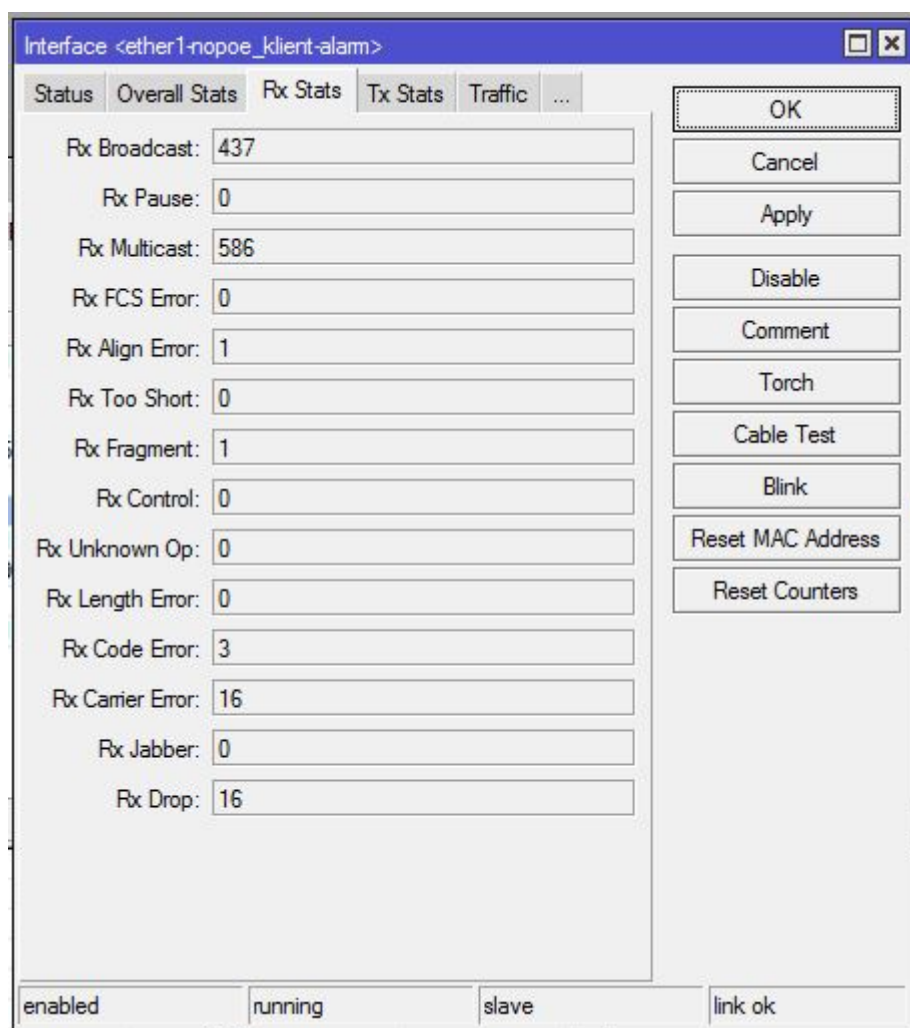 Interface <ether1-nopoe_klient-alarm>
Status Overall Stats Rx Stats Tx Stats Traffic ...
Rx Broadcast: 437
Rx Pause: 0
Rx Multicast: 586
Rx FCS Error: 0
Rx Align Error: 1
Rx Too Short: 0
Rx Fragment: 1
Rx Control: 0
Rx Unknown Op: 0
Rx Length Error: 0
Rx Code Error: 3
Rx Carrier Error: 16
Rx Jabber: 0
Rx Drop: 16
OK
Cancel
Apply
Disable
Comment
Torch
Cable Test
Blink
Reset MAC Address
Reset Counters
enabled running slave link ok